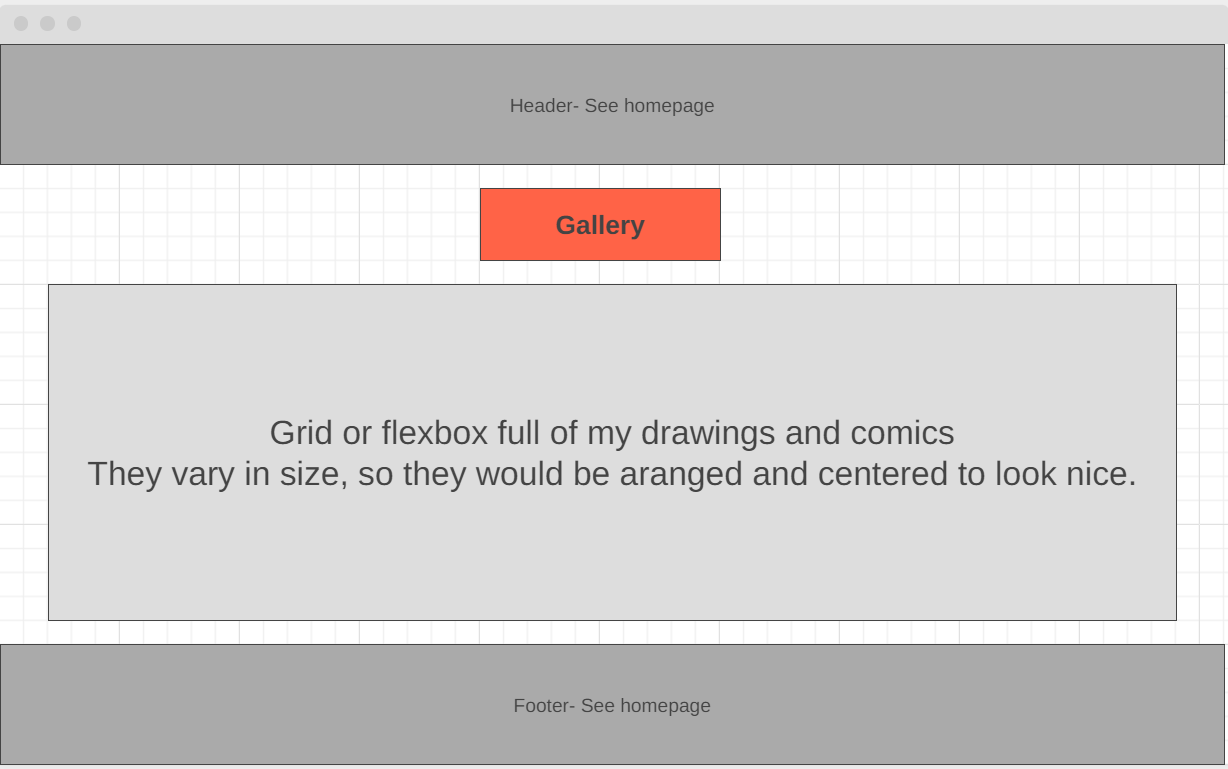 Header- See homepage
Gallery
Grid or flexbox full of my drawings and comics
They vary in size, so they would be aranged and centered to look nice.
Footer- See homepage